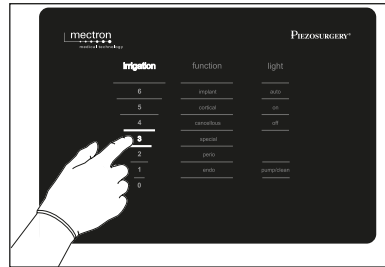 mectron
medical technology
PIEZOSURGERY®
irrigation function light
6 implant auto
5 cortical on
4 cancellous off
3 special
2 perio
1 endo pump/clean
0